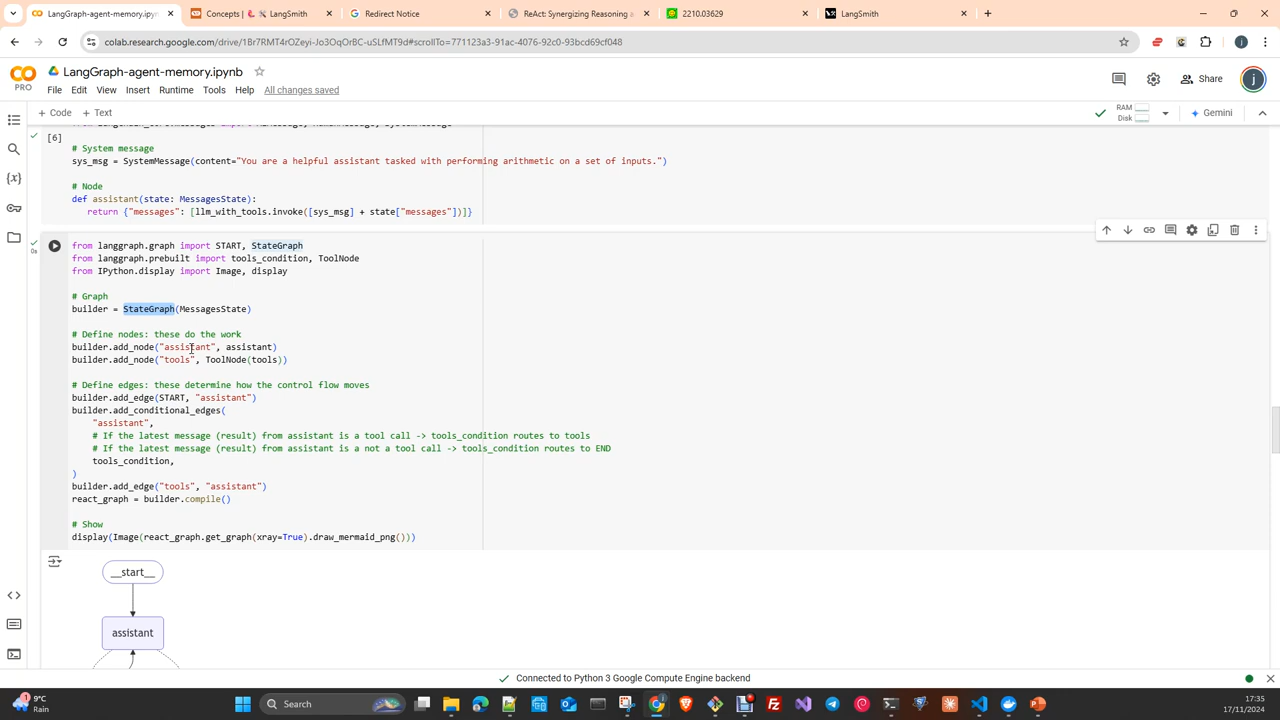 LangGraph-agent-memory.ipyn
Concepts | LangSmith
Redirect Notice
ReAct: Synergizing Reasoning a
2210.03629
LangSmith
colab.research.google.com/drive/1Br7RMT4rOZeyi-Jo3OqOrBC-uSLfMT9d#scrollTo=771123a3-91ac-4076-92c0-93bcd69cf048
CO
PRO
LangGraph-agent-memory.ipynb
Share
j
File Edit View Insert Runtime Tools Help All changes saved
+ Code + Text
RAM
Disk
Gemini
[6]
# System message
sys_msg = SystemMessage(content="You are a helpful assistant tasked with performing arithmetic on a set of inputs.")
# Node
def assistant(state: MessagesState):
return {"messages": [llm_with_tools.invoke([sys_msg] + state["messages"])]}
0s
from langgraph.graph import START, StateGraph
from langgraph.prebuilt import tools_condition, ToolNode
from IPython.display import Image, display
# Graph
builder = StateGraph(MessagesState)
# Define nodes: these do the work
builder.add_node("assistant", assistant)
builder.add_node("tools", ToolNode(tools))
# Define edges: these determine how the control flow moves
builder.add_edge(START, "assistant")
builder.add_conditional_edges(
"assistant",
# If the latest message (result) from assistant is a tool call -> tools_condition routes to tools
# If the latest message (result) from assistant is a not a tool call -> tools_condition routes to END
tools_condition,
)
builder.add_edge("tools", "assistant")
react_graph = builder.compile()
# Show
display(Image(react_graph.get_graph(xray=True).draw_mermaid_png()))
__start__
assistant
Connected to Python 3 Google Compute Engine backend
9°C
Rain
Search
17:35
17/11/2024